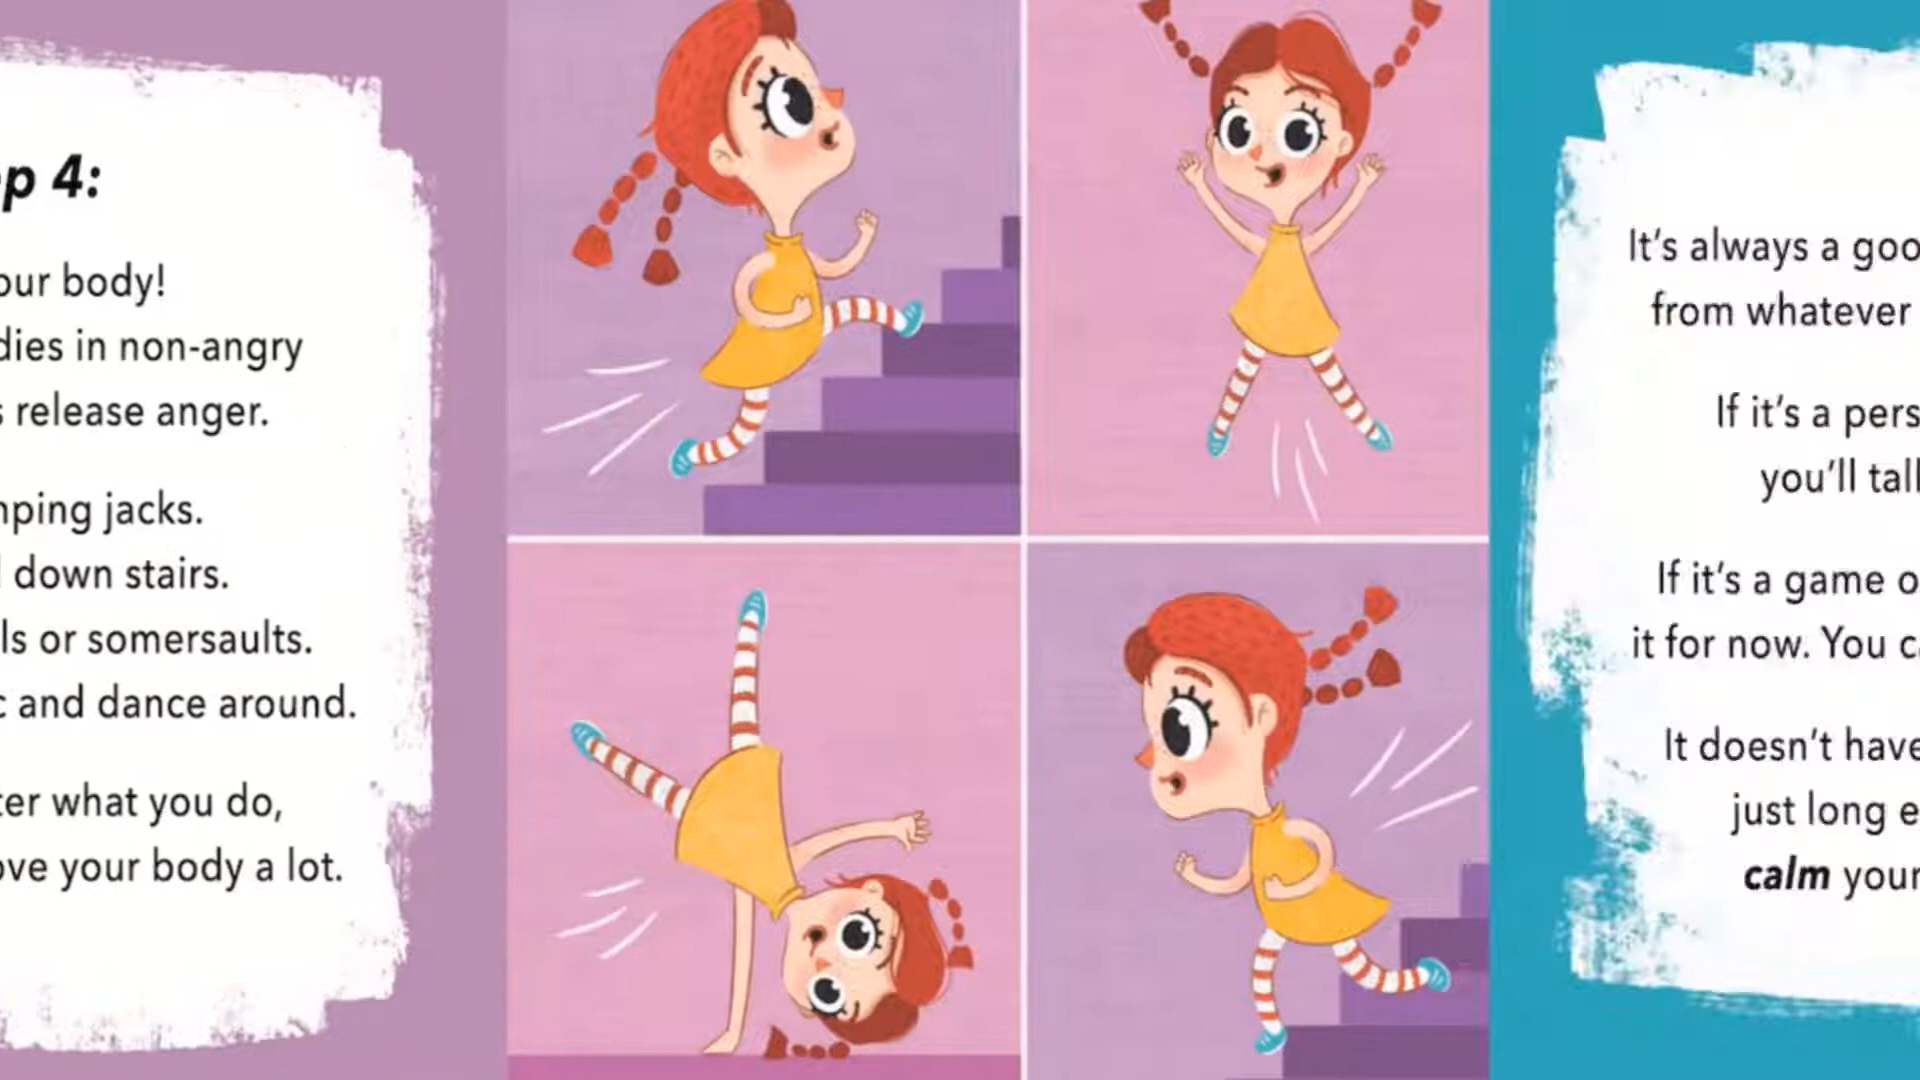 p 4:
our body!
dies in non-angry
s release anger.
ping jacks.
down stairs.
ls or somersaults.
c and dance around.
ter what you do,
ove your body a lot.
It's always a goo
from whatever
If it's a pers
you'll tall
If it's a game o
it for now. You ca
It doesn't have
just long e
calm your